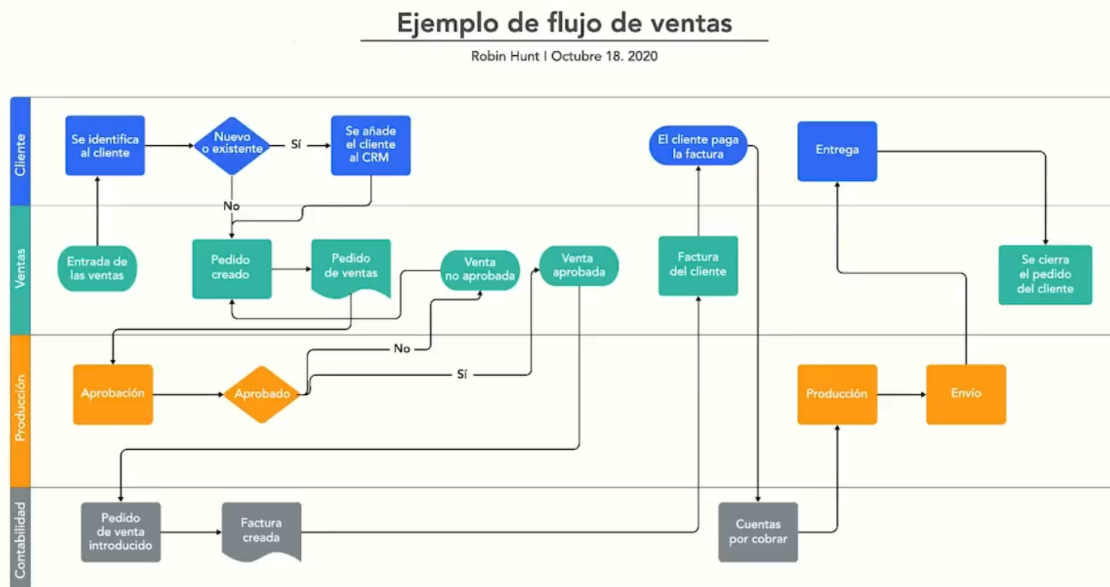 Ejemplo de flujo de ventas
Robin Hunt | Octubre 18. 2020
Cliente
Se identifica
al cliente
Nuevo
o existente
Sí
Se añade
el cliente
al CRM
No
El cliente paga
la factura
Entrega
Ventas
Entrada de
las ventas
Pedido
creado
Pedido
de ventas
Venta
no aprobada
Venta
aprobada
Factura
del cliente
Se cierra
el pedido
del cliente
Producción
Aprobación
Aprobado
No
Sí
Producción
Envío
Contabilidad
Pedido
de venta
introducido
Factura
creada
Cuentas
por cobrar